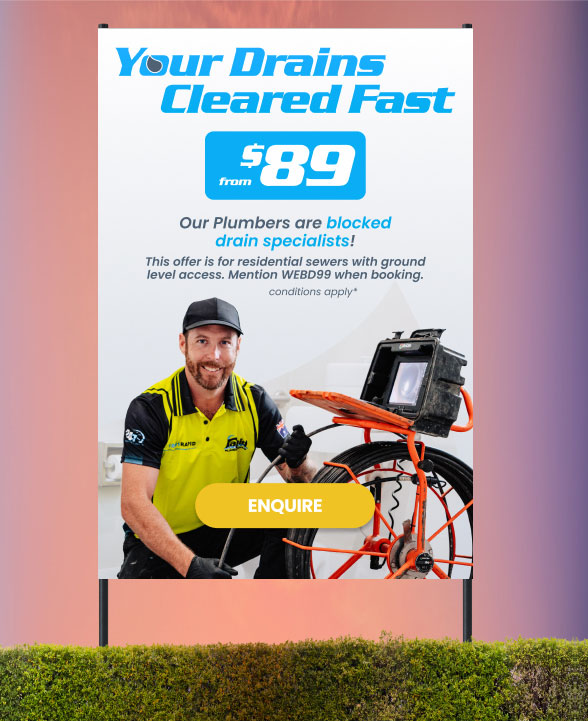 Your Drains
Cleared Fast
from $89
Our Plumbers are blocked
drain specialists!
This offer is for residential sewers with ground
level access. Mention WEBD99 when booking.
conditions apply*
ENQUIRE